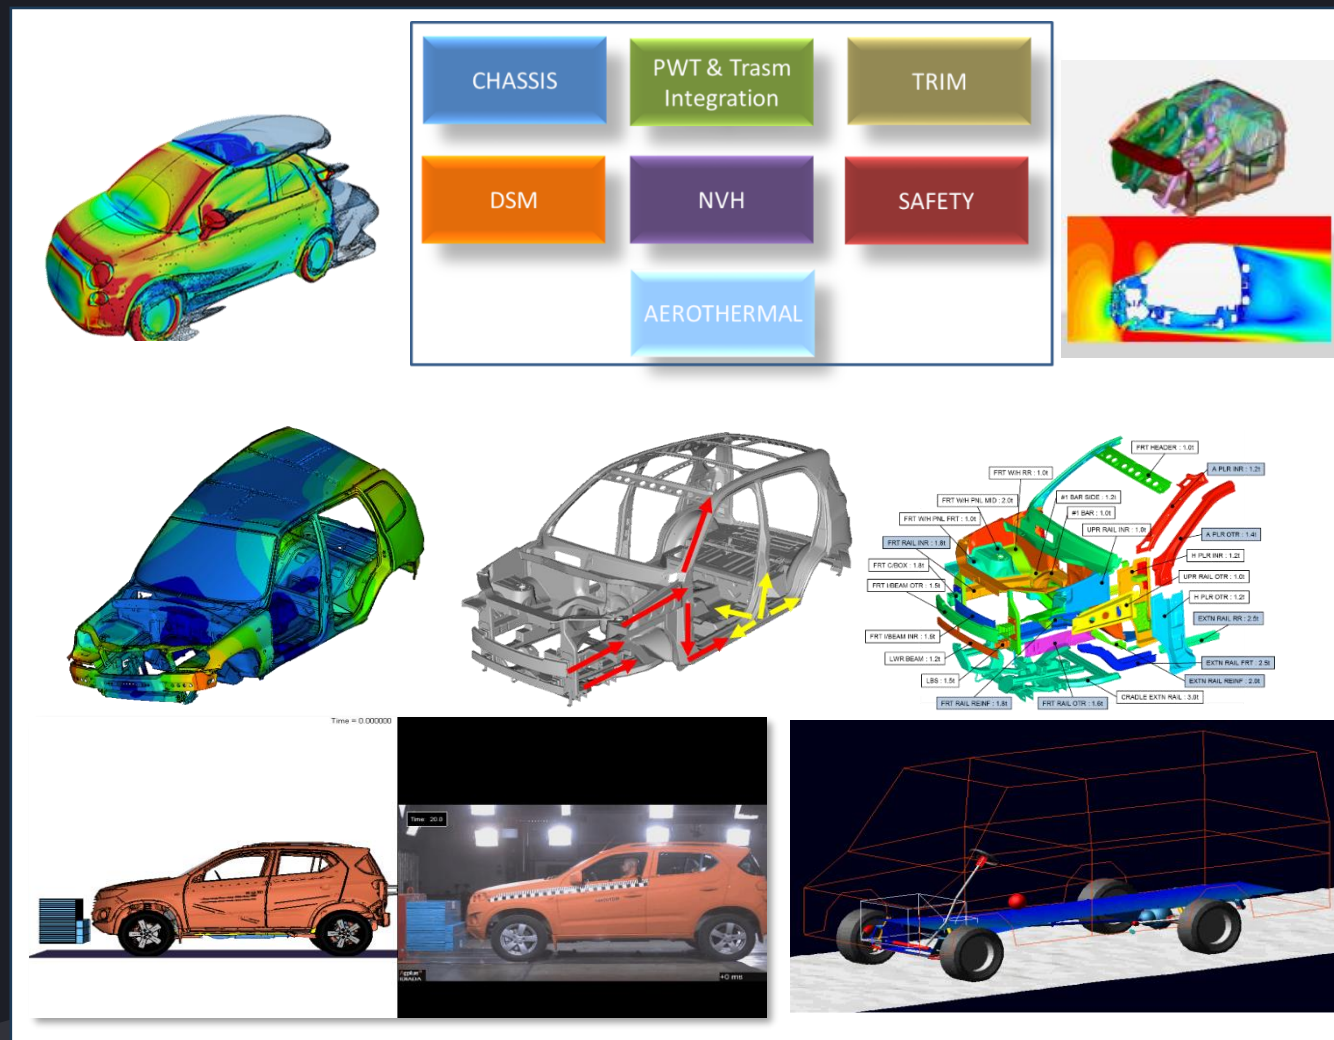 CHASSIS
PWT & Trasm
Integration
TRIM
DSM
NVH
SAFETY
AEROTHERMAL
FRT HEADER : 1.0t
A PLR INR : 1.2t
FRT W/H RR : 1.0t
#1 BAR SIDE : 1.2t
FRT W/H PNL MID : 2.0t
#1 BAR : 1.0t
FRT W/H PNL FRT : 1.0t
UPR RAIL INR : 1.0t
A PLR OTR : 1.4t
FRT RAIL INR : 1.8t
H PLR INR : 1.2t
FRT C/BOX : 1.8t
UPR RAIL OTR : 1.0t
FRT I/BEAM OTR : 1.5t
H PLR OTR : 1.2t
EXTN RAIL RR : 2.5t
FRT I/BEAM INR : 1.5t
LWR BEAM : 1.2t
EXTN RAIL FRT : 2.5t
LBS : 1.5t
EXTN RAIL REINF : 2.0t
CRADLE EXTN RAIL : 3.0t
FRT RAIL REINF : 1.8t
FRT RAIL OTR : 1.6t
Time = 0.000000
Time: 20.0
Applus
IDIADA
+0 ms